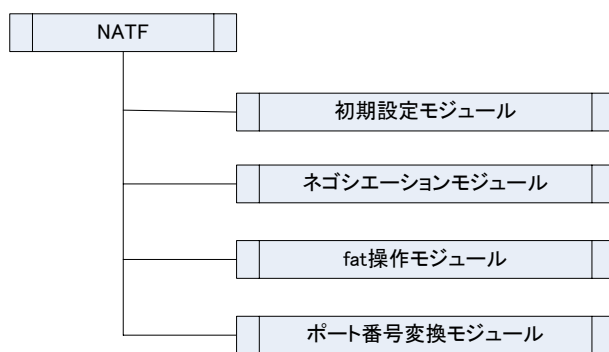 NATF
初期設定モジュール
ネゴシエーションモジュール
fat操作モジュール
ポート番号変換モジュール